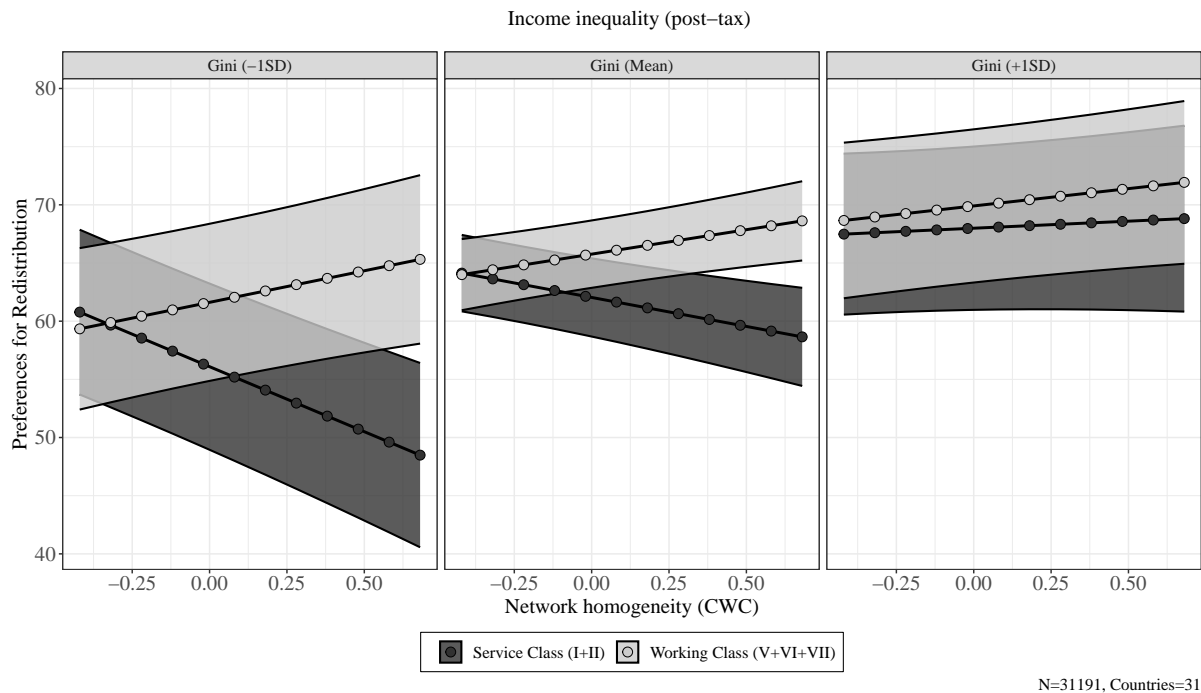 Income inequality (post−tax)
Gini (−1SD)
Gini (Mean)
Gini (+1SD)
Preferences for Redistribution
80
70
60
50
40
−0.25 0.00 0.25 0.50
−0.25 0.00 0.25 0.50
−0.25 0.00 0.25 0.50
Network homogeneity (CWC)
Service Class (I+II)
Working Class (V+VI+VII)
N=31191, Countries=31